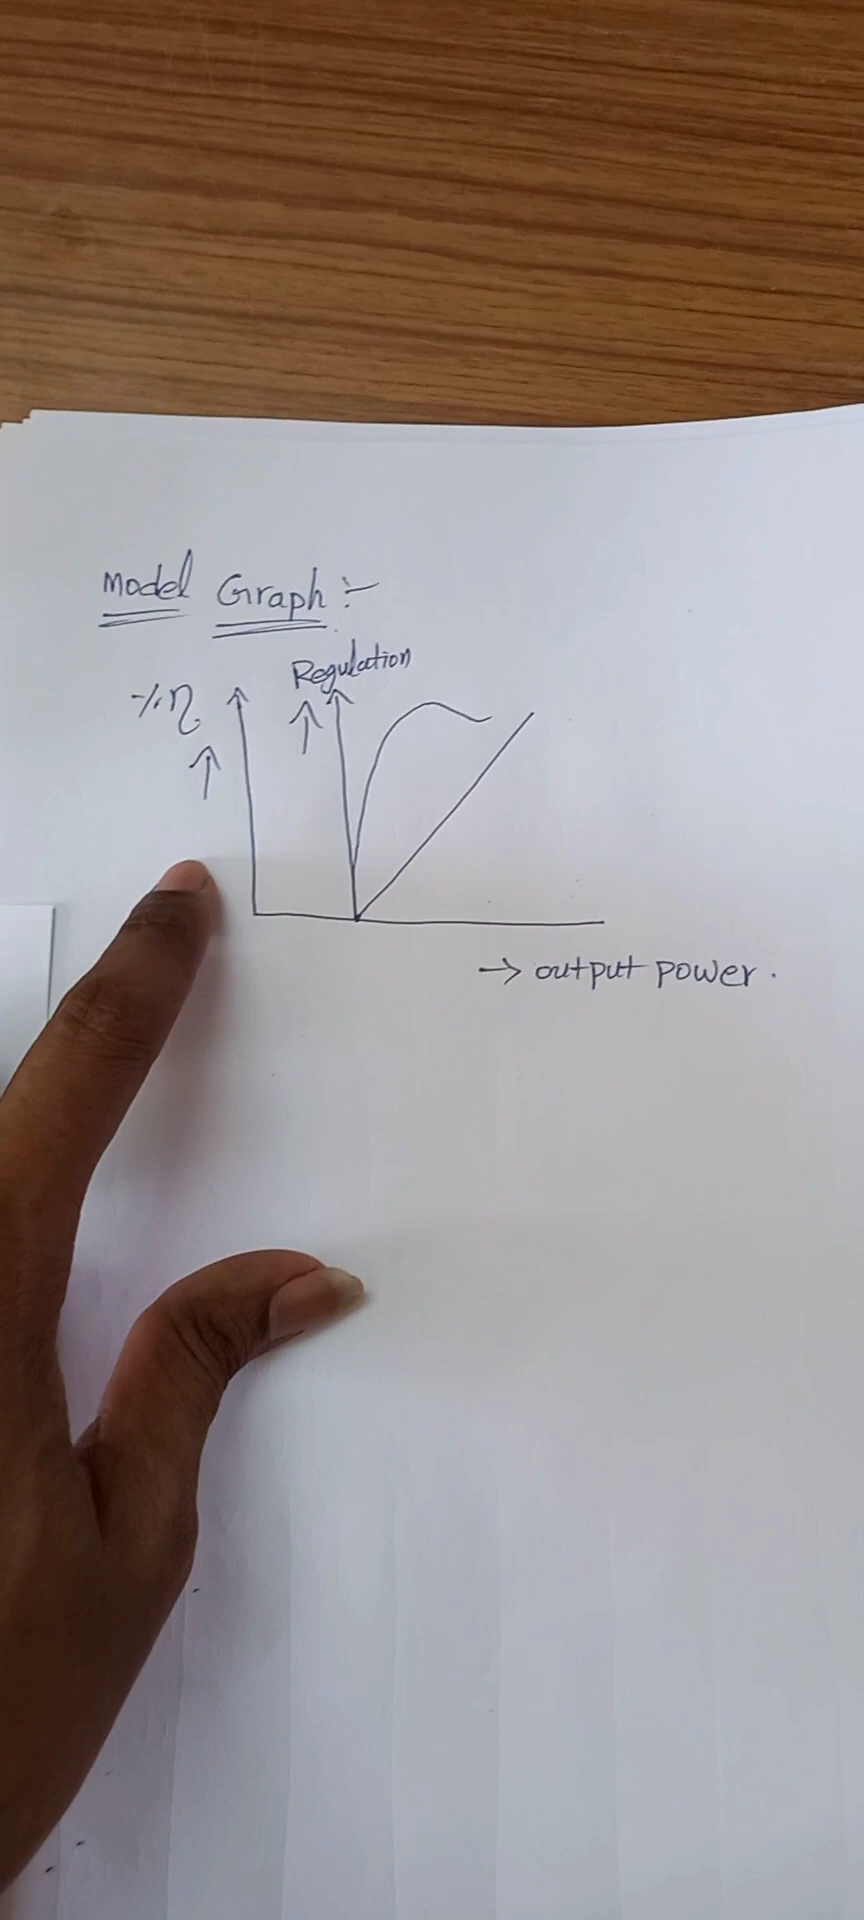 Model Graph :-
Regulation
%η
→ output power.